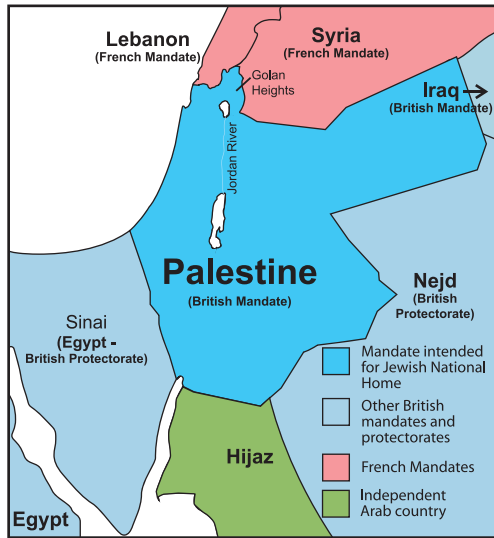 Lebanon
(French Mandate)
Syria
(French Mandate)
Golan
Heights
Iraq
(British Mandate)
Jordan River
Palestine
(British Mandate)
Nejd
(British
Protectorate)
Sinai
(Egypt -
British Protectorate)
Mandate intended
for Jewish National
Home
Other British
mandates and
protectorates
French Mandates
Independent
Arab country
Hijaz
Egypt